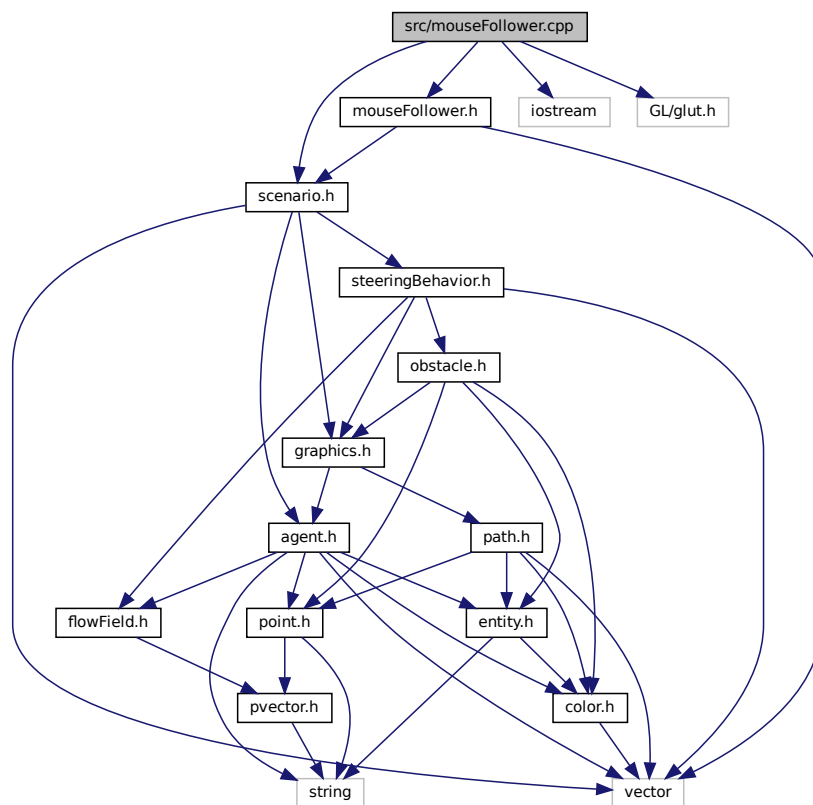 src/mouseFollower.cpp
mouseFollower.h
iostream
GL/glut.h
scenario.h
steeringBehavior.h
obstacle.h
graphics.h
agent.h
path.h
flowField.h
point.h
entity.h
pvector.h
color.h
string
vector